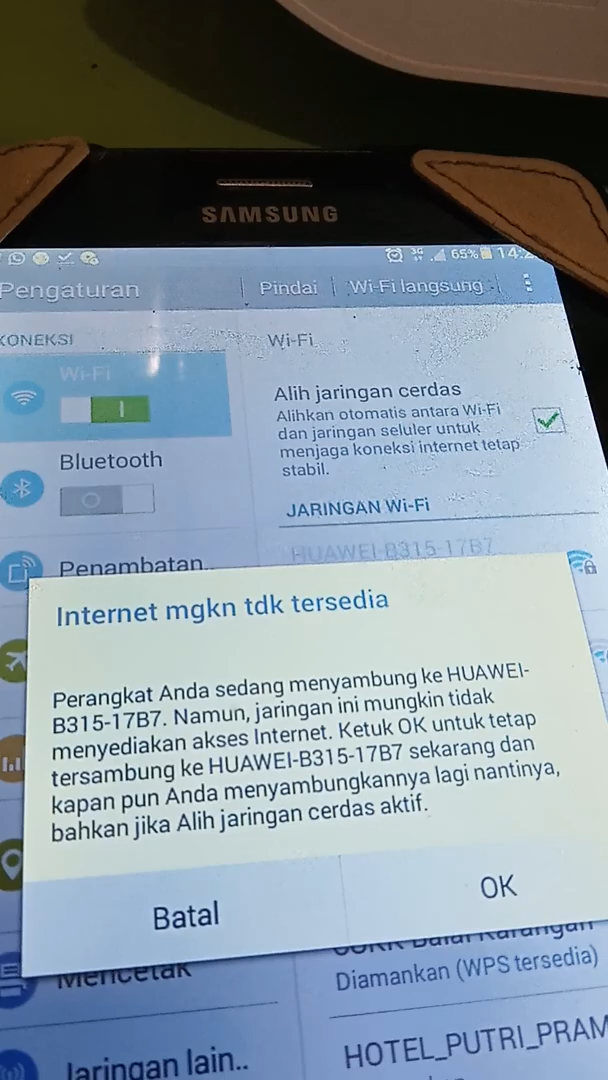 SAMSUNG
3G 65%
Pengaturan
Pindai
Wi-Fi langsung
KONEKSI
Wi-Fi
Bluetooth
Penambatan..
Wi-Fi
Alih jaringan cerdas
Alihkan otomatis antara Wi-Fi
dan jaringan seluler untuk
menjaga koneksi internet tetap
stabil.
JARINGAN Wi-Fi
HUAWEI-B315-17B7
Internet mgkn tdk tersedia
Perangkat Anda sedang menyambung ke HUAWEI-
B315-17B7. Namun, jaringan ini mungkin tidak
menyediakan akses Internet. Ketuk OK untuk tetap
tersambung ke HUAWEI-B315-17B7 sekarang dan
kapan pun Anda menyambungkannya lagi nantinya,
bahkan jika Alih jaringan cerdas aktif.
Batal
OK
Mencetak
Jaringan lain..
Diamankan (WPS tersedia)
HOTEL_PUTRI_PRAM